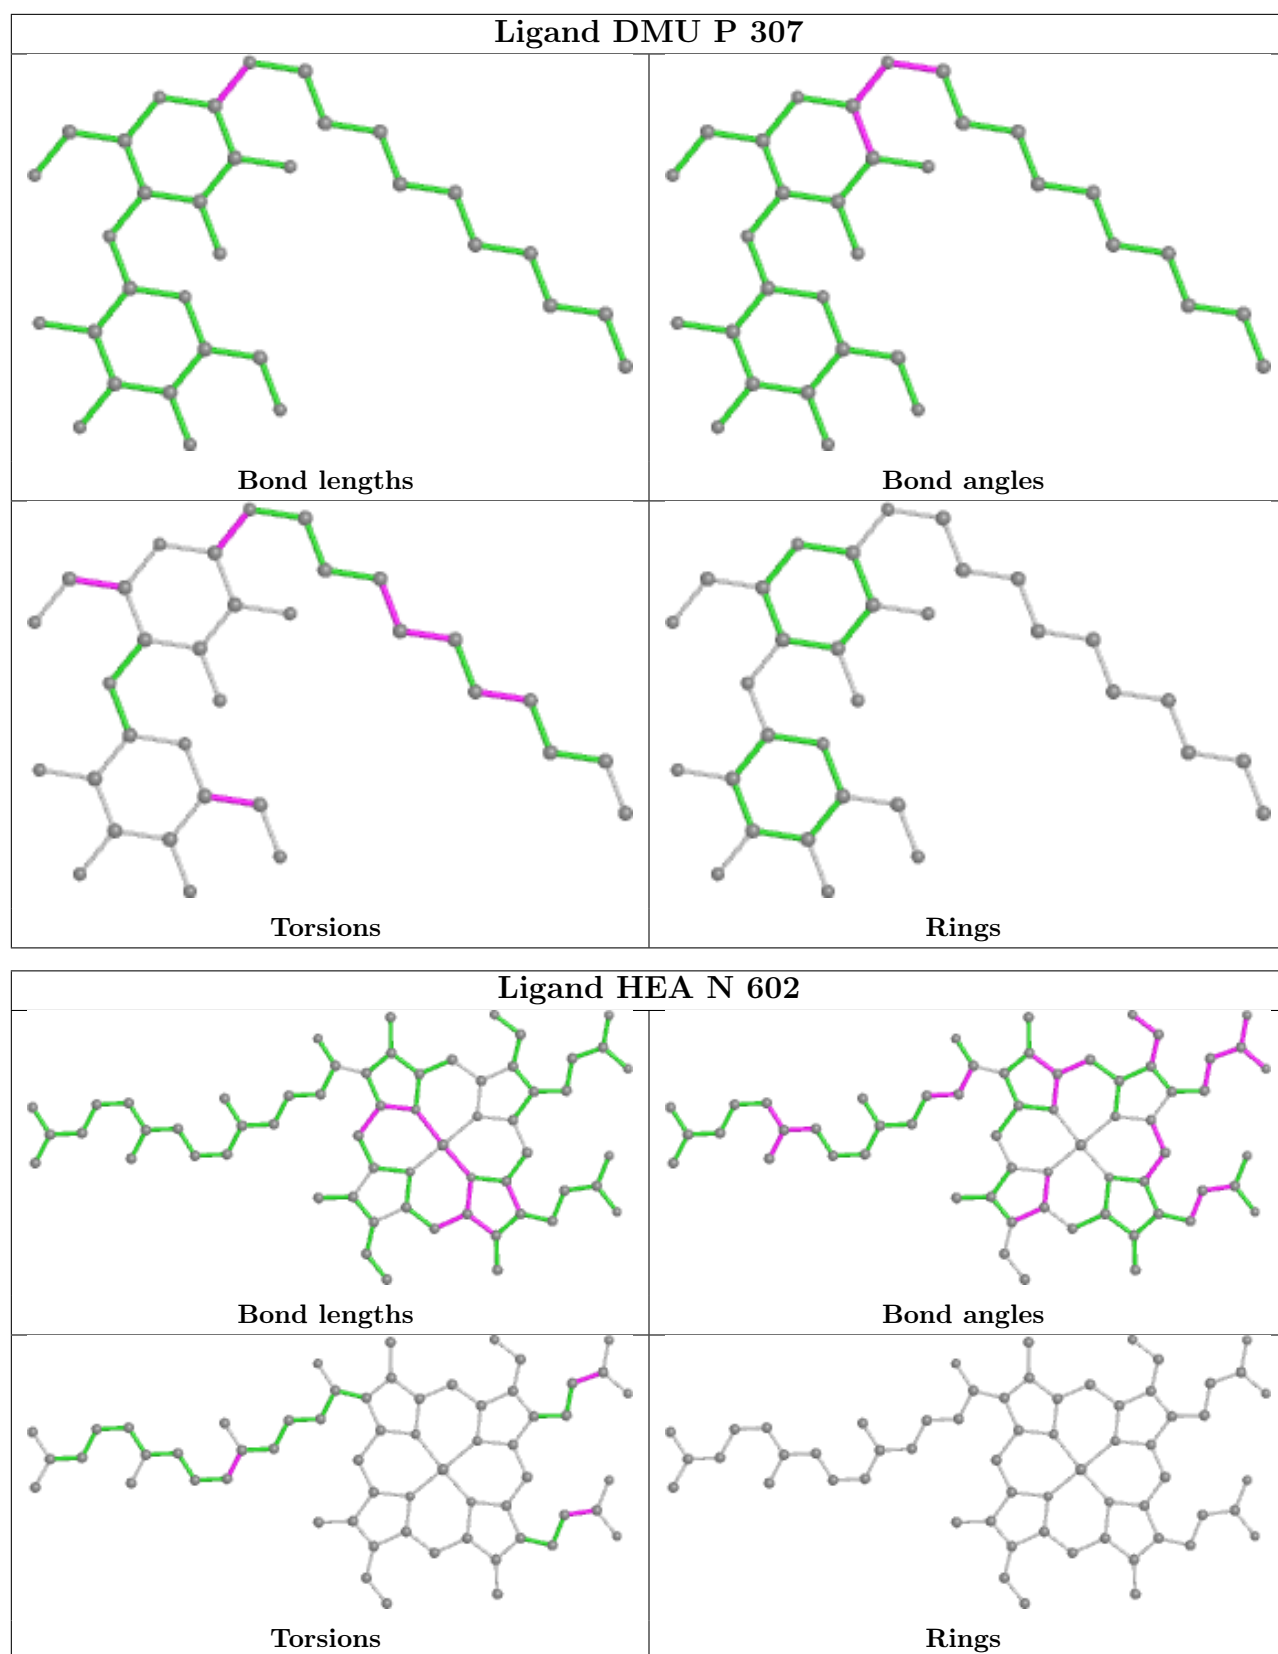 Ligand DMU P 307
Bond lengths
Bond angles
Torsions
Rings
Ligand HEA N 602
Bond lengths
Bond angles
Torsions
Rings